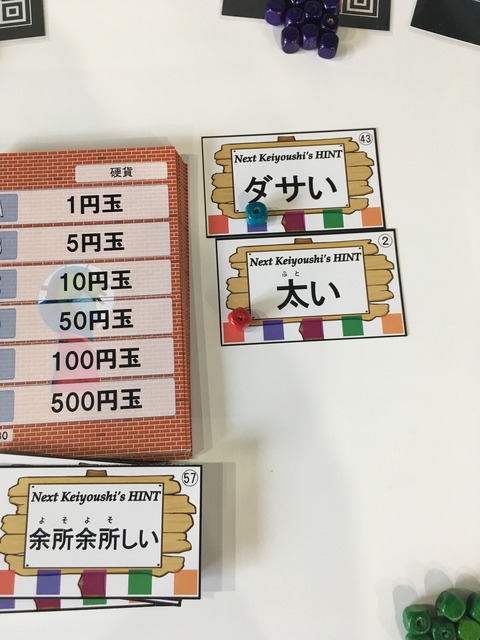 硬貨
1円玉
5円玉
10円玉
50円玉
100円玉
500円玉
43
Next Keiyoushi's HINT
ダサい
2
Next Keiyoushi's HINT
ふと
太い
57
Next Keiyoushi's HINT
よそよそ
余所余所しい